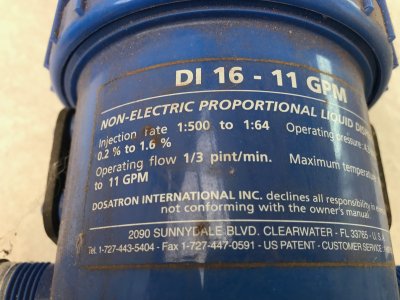 DI 16 - 11 GPM
NON-ELECTRIC PROPORTIONAL LIQUID
Injection rate 1:500 to 1:64 Operating pressure
0.2 % to 1.6 %
Operating flow 1/3 pint/min. Maximum temperature
to 11 GPM
DOSATRON INTERNATIONAL INC. declines all responsibility in
not conforming with the owner's manual.
2090 SUNNYDALE BLVD. CLEARWATER - FL 33765 - U.S.A
Tel. 1-727-443-5404 - Fax 1-727-447-0591 - US PATENT - CUSTOMER SERVICE